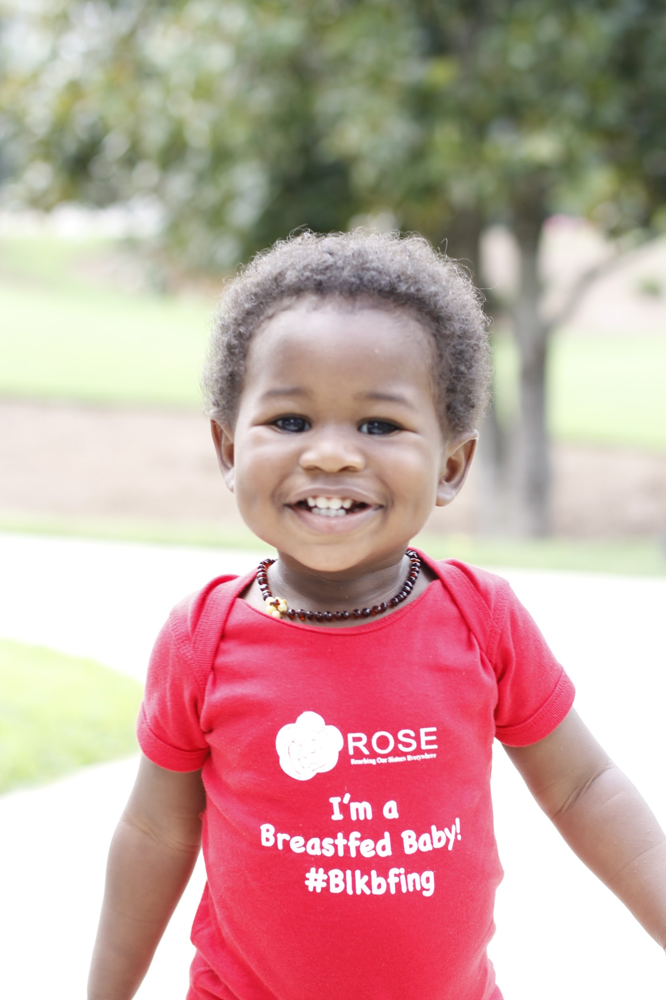 ROSE
Reaching Our Sisters Everywhere
I'm a
Breastfed Baby!
#Blkbfing